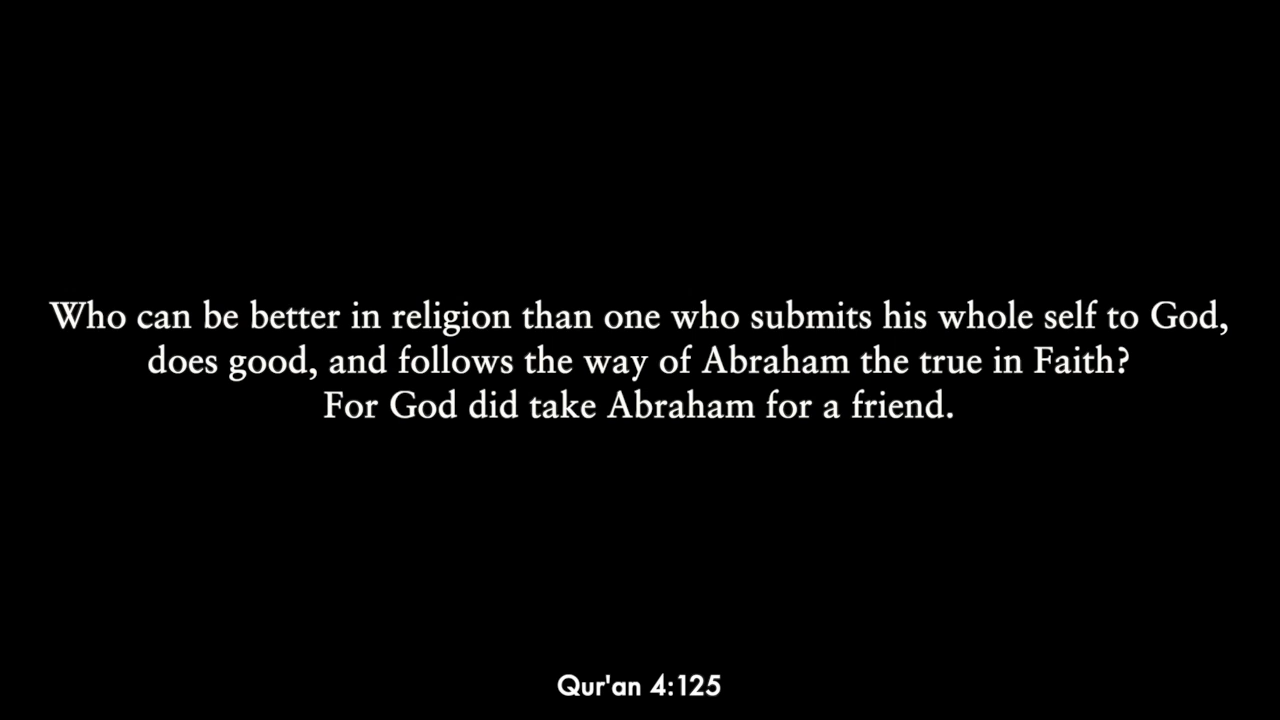 Who can be better in religion than one who submits his whole self to God,
does good, and follows the way of Abraham the true in Faith?
For God did take Abraham for a friend.
Qur'an 4:125